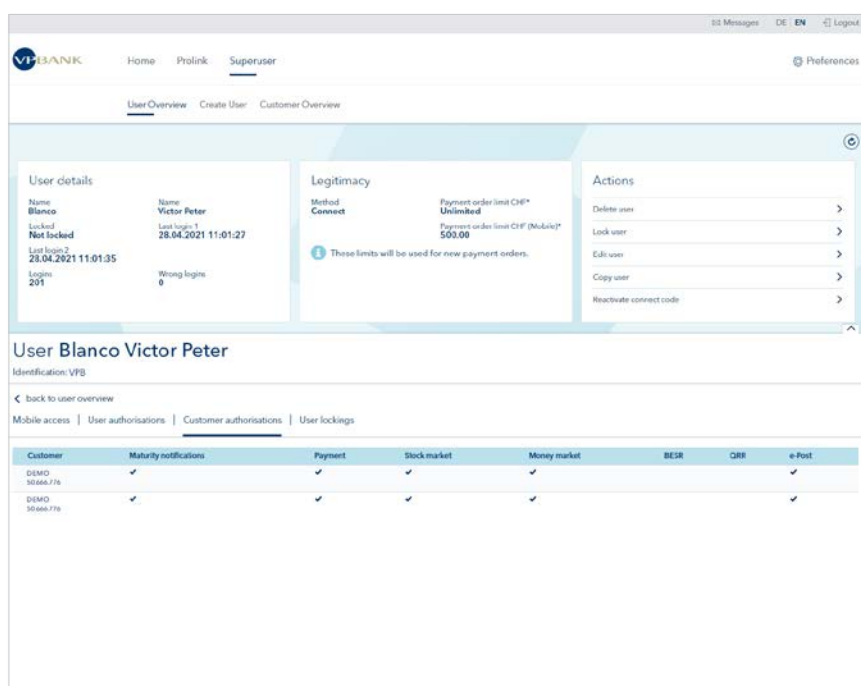 Messages DE EN Logout
VP BANK Home Prolink Superuser Preferences
User Overview Create User Customer Overview
User details
Name Name
Blanco Victor Peter
Locked Last login 1
Not locked 28.04.2021 11:01:27
Last login 2
28.04.2021 11:01:35
Logins Wrong logins
201 0
Legitimacy
Method Payment order limit CHF*
Connect Unlimited
Payment order limit CHF (Mobile)*
500.00
These limits will be used for new payment orders.
Actions
Delete user
Lock user
Edit user
Copy user
Reactivate connect code
User Blanco Victor Peter
Identification: VPB
back to user overview
Mobile access | User authorisations | Customer authorisations | User lockings
Customer Maturity notifications Payment Stock market Money market BESR QRR e-Post
DEMO
50.666.776
DEMO
50.666.776